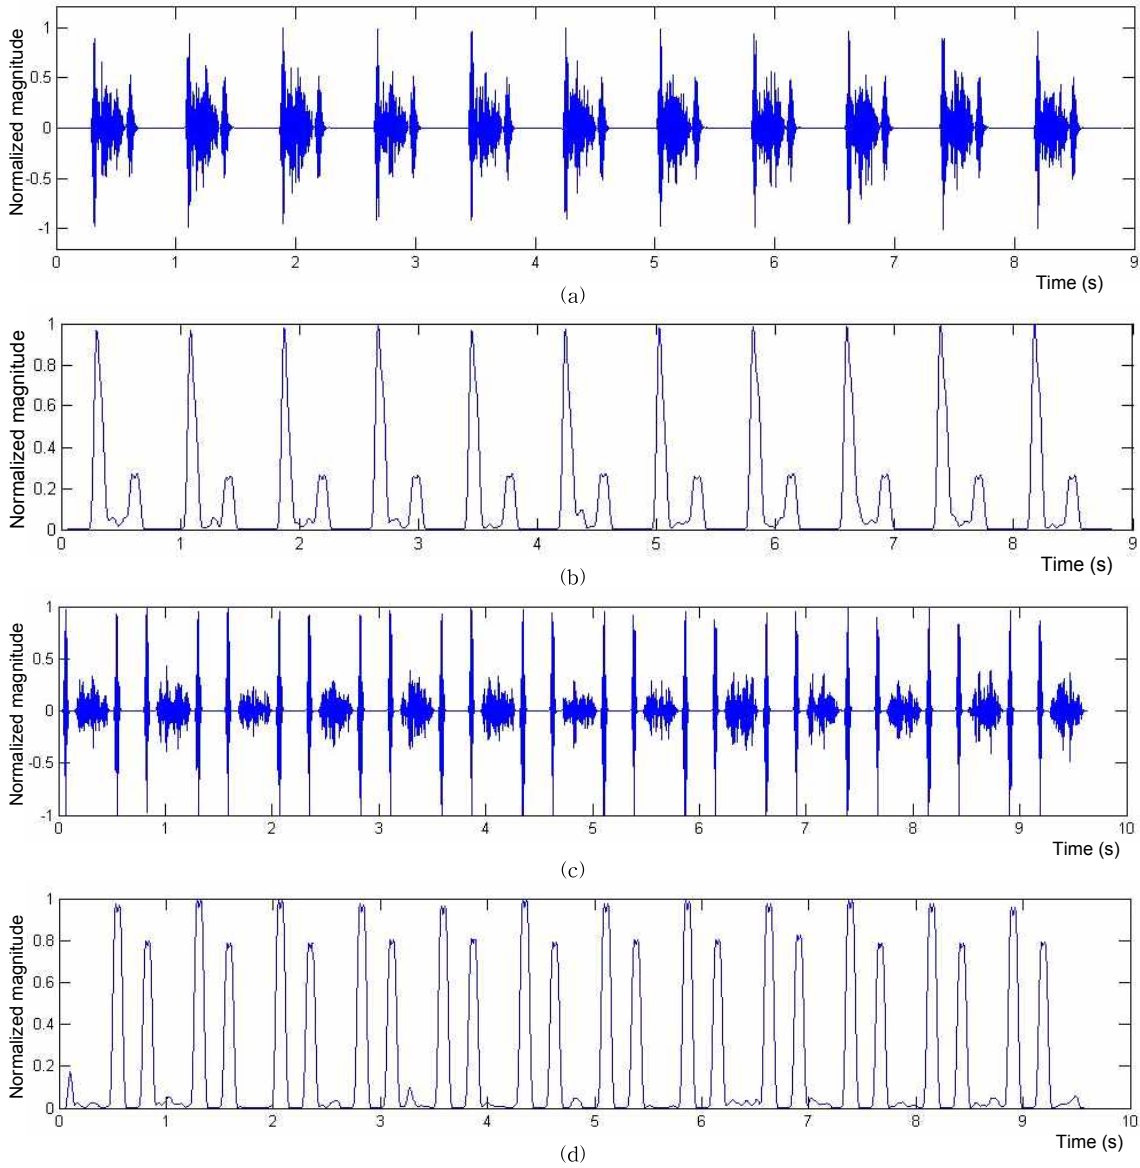 Normalized magnitude
1
0.5
0
-0.5
-1
0 1 2 3 4 5 6 7 8 9
Time (s)
(a)
Normalized magnitude
1
0.8
0.6
0.4
0.2
0
0 1 2 3 4 5 6 7 8 9
Time (s)
(b)
Normalized magnitude
1
0.5
0
-0.5
-1
0 1 2 3 4 5 6 7 8 9 10
Time (s)
(c)
Normalized magnitude
1
0.8
0.6
0.4
0.2
0
0 1 2 3 4 5 6 7 8 9 10
Time (s)
(d)